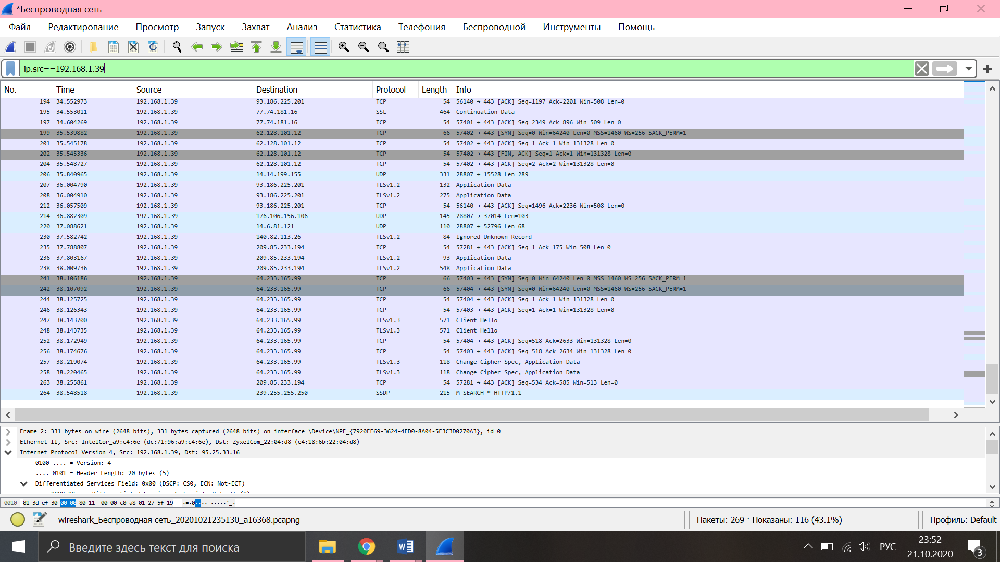 *Беспроводная сеть
Файл Редактирование Просмотр Запуск Захват Анализ Статистика Телефония Беспроводной Инструменты Помощь
ip.src==192.168.1.39
No. Time Source Destination Protocol Length Info
194 34.552973 192.168.1.39 93.186.225.201 TCP 54 56140 → 443 [ACK] Seq=1197 Ack=2201 Win=508 Len=0
195 34.553011 192.168.1.39 77.74.181.16 SSL 464 Continuation Data
197 34.604269 192.168.1.39 77.74.181.16 TCP 54 57401 → 443 [ACK] Seq=2349 Ack=896 Win=509 Len=0
199 35.539882 192.168.1.39 62.128.101.12 TCP 66 57402 → 443 [SYN] Seq=0 Win=64240 Len=0 MSS=1460 WS=256 SACK_PERM=1
201 35.545178 192.168.1.39 62.128.101.12 TCP 54 57402 → 443 [ACK] Seq=1 Ack=1 Win=131328 Len=0
202 35.545336 192.168.1.39 62.128.101.12 TCP 54 57402 → 443 [FIN, ACK] Seq=1 Ack=1 Win=131328 Len=0
204 35.548727 192.168.1.39 62.128.101.12 TCP 54 57402 → 443 [ACK] Seq=2 Ack=2 Win=131328 Len=0
206 35.840965 192.168.1.39 14.14.199.155 UDP 331 28807 → 15528 Len=289
207 36.004790 192.168.1.39 93.186.225.201 TLSv1.2 132 Application Data
208 36.004910 192.168.1.39 93.186.225.201 TLSv1.2 275 Application Data
212 36.057509 192.168.1.39 93.186.225.201 TCP 54 56140 → 443 [ACK] Seq=1496 Ack=2236 Win=508 Len=0
214 36.882309 192.168.1.39 176.106.156.106 UDP 145 28807 → 37014 Len=103
220 37.088621 192.168.1.39 14.6.81.121 UDP 110 28807 → 52796 Len=68
230 37.582742 192.168.1.39 140.82.113.26 TLSv1.2 84 Ignored Unknown Record
235 37.788807 192.168.1.39 209.85.233.194 TCP 54 57281 → 443 [ACK] Seq=1 Ack=175 Win=508 Len=0
236 37.803167 192.168.1.39 209.85.233.194 TLSv1.2 93 Application Data
238 38.009736 192.168.1.39 209.85.233.194 TLSv1.2 548 Application Data
241 38.106186 192.168.1.39 64.233.165.99 TCP 66 57403 → 443 [SYN] Seq=0 Win=64240 Len=0 MSS=1460 WS=256 SACK_PERM=1
242 38.107092 192.168.1.39 64.233.165.99 TCP 66 57404 → 443 [SYN] Seq=0 Win=64240 Len=0 MSS=1460 WS=256 SACK_PERM=1
244 38.125725 192.168.1.39 64.233.165.99 TCP 54 57404 → 443 [ACK] Seq=1 Ack=1 Win=131328 Len=0
246 38.126343 192.168.1.39 64.233.165.99 TCP 54 57403 → 443 [ACK] Seq=1 Ack=1 Win=131328 Len=0
247 38.143700 192.168.1.39 64.233.165.99 TLSv1.3 571 Client Hello
248 38.143735 192.168.1.39 64.233.165.99 TLSv1.3 571 Client Hello
252 38.172949 192.168.1.39 64.233.165.99 TCP 54 57404 → 443 [ACK] Seq=518 Ack=2633 Win=131328 Len=0
256 38.174676 192.168.1.39 64.233.165.99 TCP 54 57403 → 443 [ACK] Seq=518 Ack=2634 Win=131328 Len=0
257 38.219074 192.168.1.39 64.233.165.99 TLSv1.3 118 Change Cipher Spec, Application Data
258 38.220465 192.168.1.39 64.233.165.99 TLSv1.3 118 Change Cipher Spec, Application Data
263 38.255861 192.168.1.39 209.85.233.194 TCP 54 57281 → 443 [ACK] Seq=534 Ack=585 Win=513 Len=0
264 38.548518 192.168.1.39 239.255.255.250 SSDP 215 M-SEARCH * HTTP/1.1
Frame 2: 331 bytes on wire (2648 bits), 331 bytes captured (2648 bits) on interface \Device\NPF_{7920EE69-3624-4ED0-8A04-5F3C3D0270A3}, id 0
Ethernet II, Src: IntelCor_a9:c4:6e (dc:71:96:a9:c4:6e), Dst: ZyxelCom_22:04:d8 (e4:18:6b:22:04:d8)
Internet Protocol Version 4, Src: 192.168.1.39, Dst: 95.25.33.16
0100 .... = Version: 4
.... 0101 = Header Length: 20 bytes (5)
Differentiated Services Field: 0x00 (DSCP: CS0, ECN: Not-ECT)
0010 01 3d ef 30 00 00 80 11 00 00 c0 a8 01 27 5f 19 ·=·0···· ·····'_·
wireshark_Беспроводная сеть_20201021235130_a16368.pcapng
Пакеты: 269 · Показаны: 116 (43.1%)
Профиль: Default
Введите здесь текст для поиска
РУС
23:52
21.10.2020
3